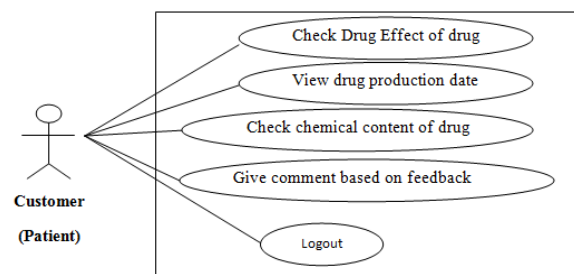 Check Drug Effect of drug
View drug production date
Check chemical content of drug
Give comment based on feedback
Customer
(Patient)
Logout